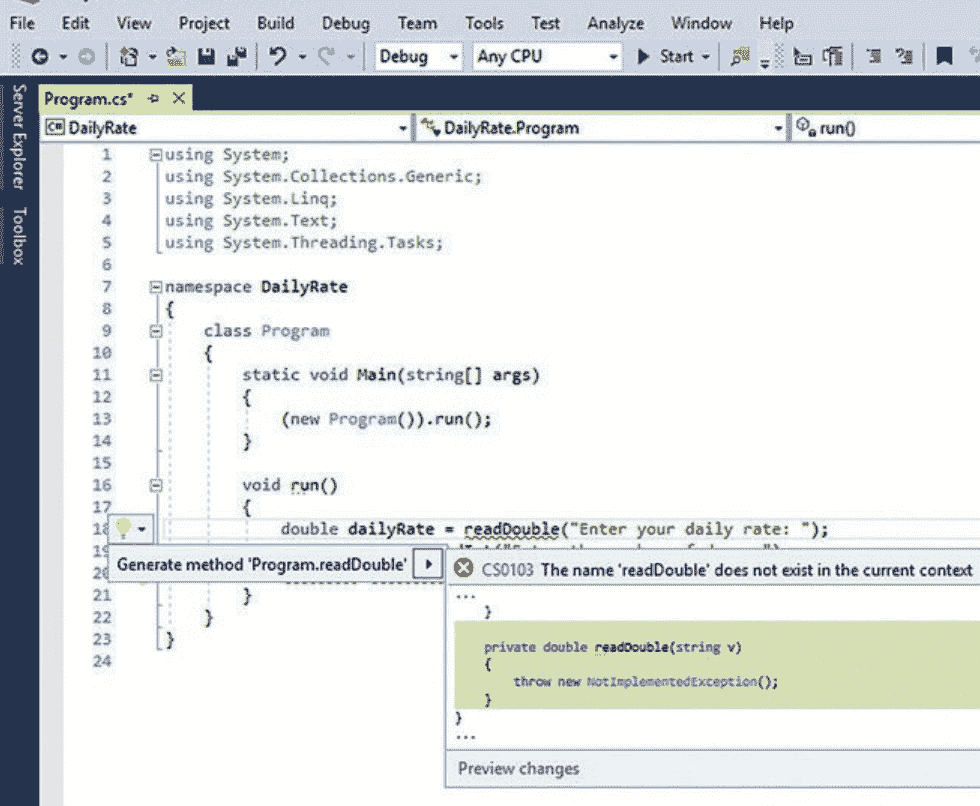 File Edit View Project Build Debug Team Tools Test Analyze Window Help
Debug Any CPU Start
Server Explorer
Toolbox
Program.cs*
DailyRate DailyRate.Program run()
1 using System;
2 using System.Collections.Generic;
3 using System.Linq;
4 using System.Text;
5 using System.Threading.Tasks;
6
7 namespace DailyRate
8 {
9 class Program
10 {
11 static void Main(string[] args)
12 {
13 (new Program()).run();
14 }
15
16 void run()
17 {
18 double dailyRate = readDouble("Enter your daily rate: ");
Generate method 'Program.readDouble'
21 }
22 }
23 }
24
CS0103 The name 'readDouble' does not exist in the current context
...
}
private double readDouble(string v)
{
throw new NotImplementedException();
}
}
...
Preview changes